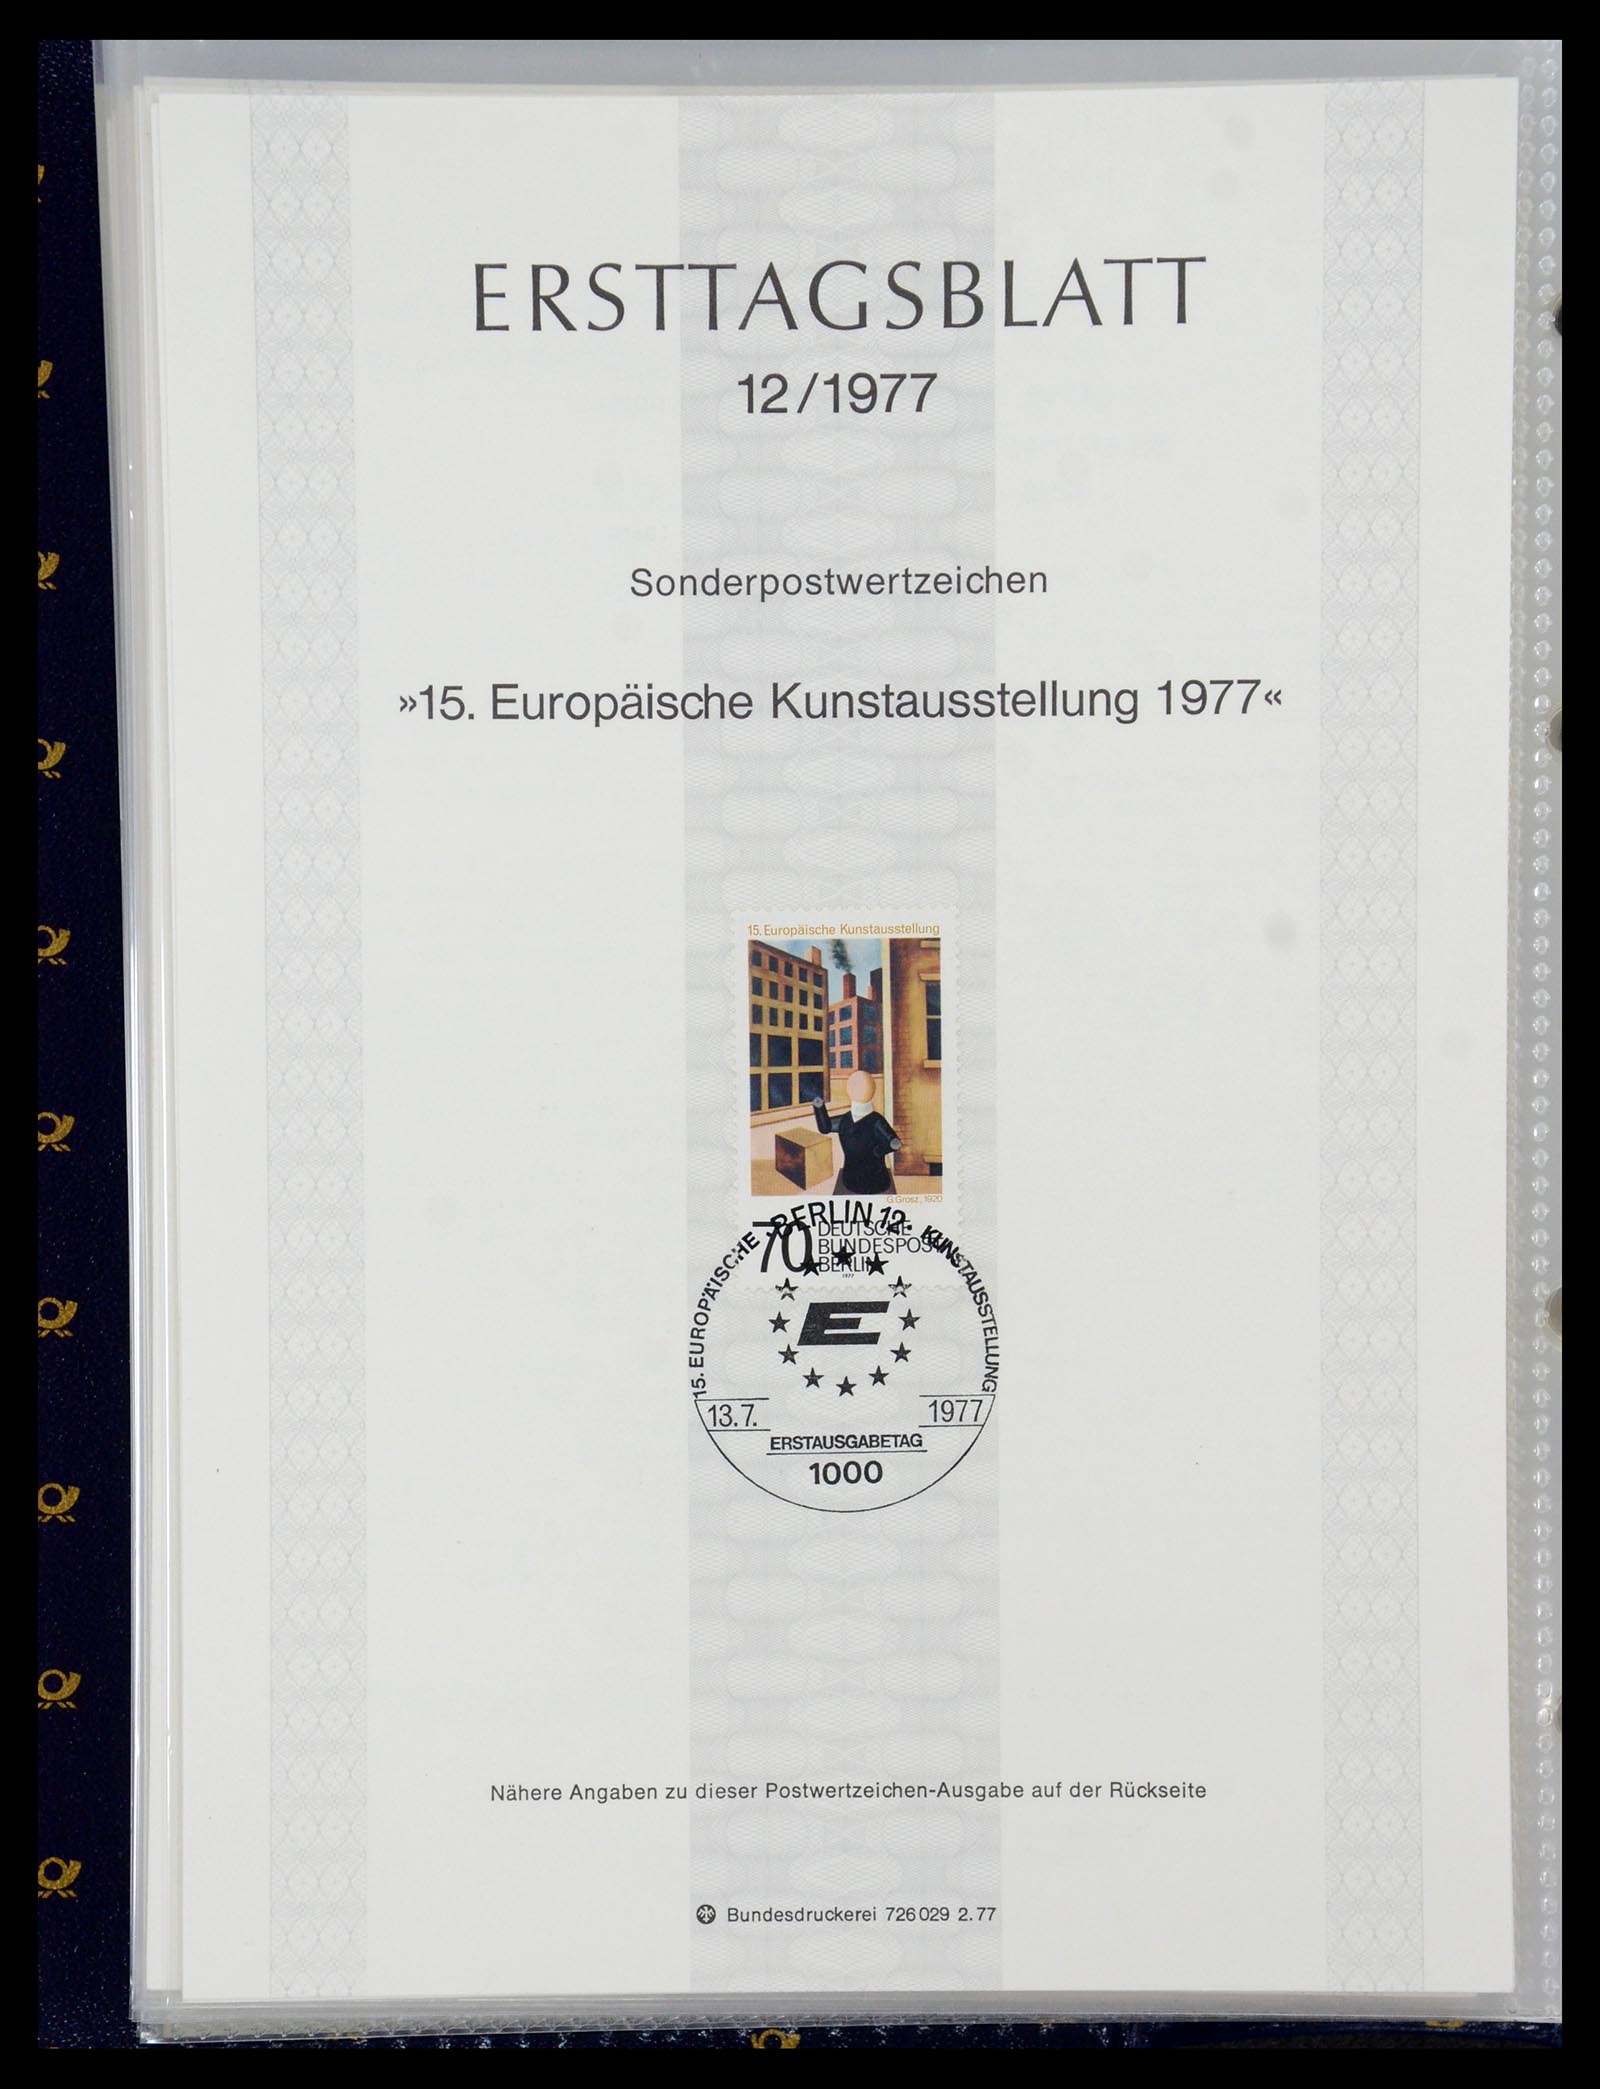 ERSTTAGSBLATT
12/1977
Sonderpostwertzeichen
»15. Europäische Kunstausstellung 1977«
15. Europäische Kunstausstellung
G. Grosz, 1920
70 DEUTSCHE
BUNDESPOST
BERLIN
1977
BERLIN 12
15. EUROPÄISCHE KUNSTAUSSTELLUNG
E
13.7. 1977
ERSTAUSGABETAG
1000
Nähere Angaben zu dieser Postwertzeichen-Ausgabe auf der Rückseite
Bundesdruckerei 726029 2.77